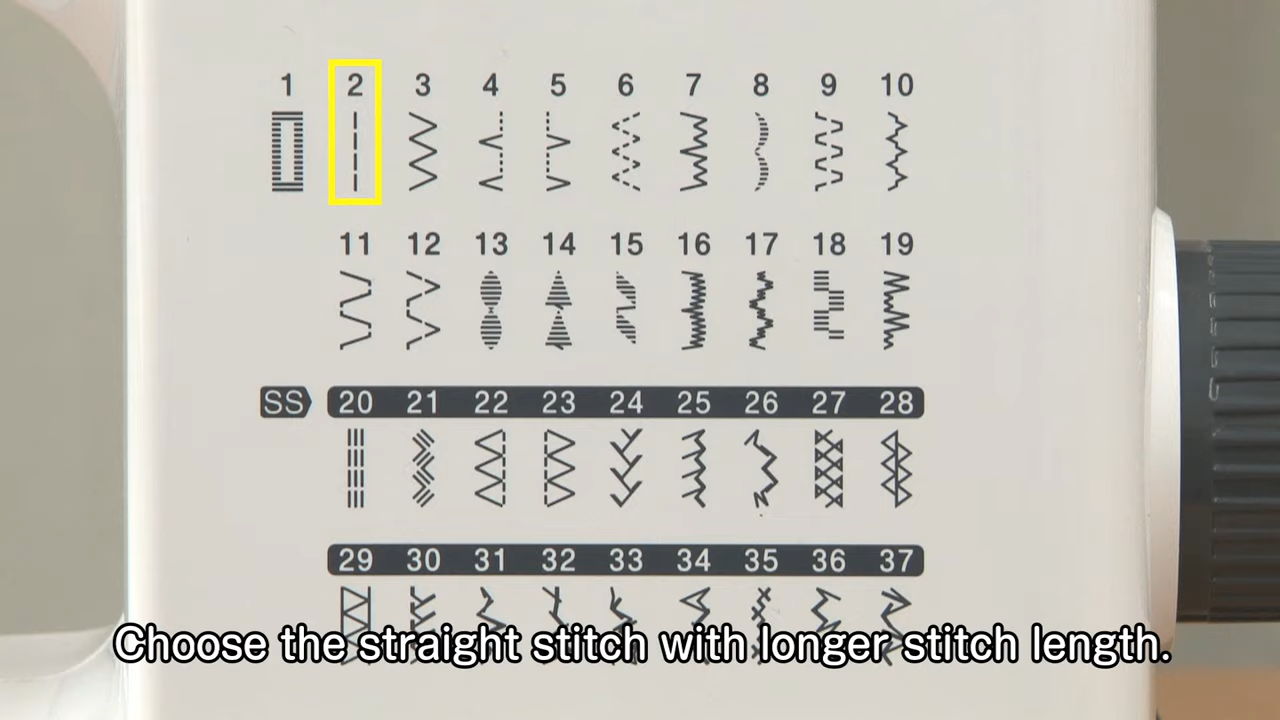 1 2 3 4 5 6 7 8 9 10
11 12 13 14 15 16 17 18 19
SS 20 21 22 23 24 25 26 27 28
29 30 31 32 33 34 35 36 37
Choose the straight stitch with longer stitch length.